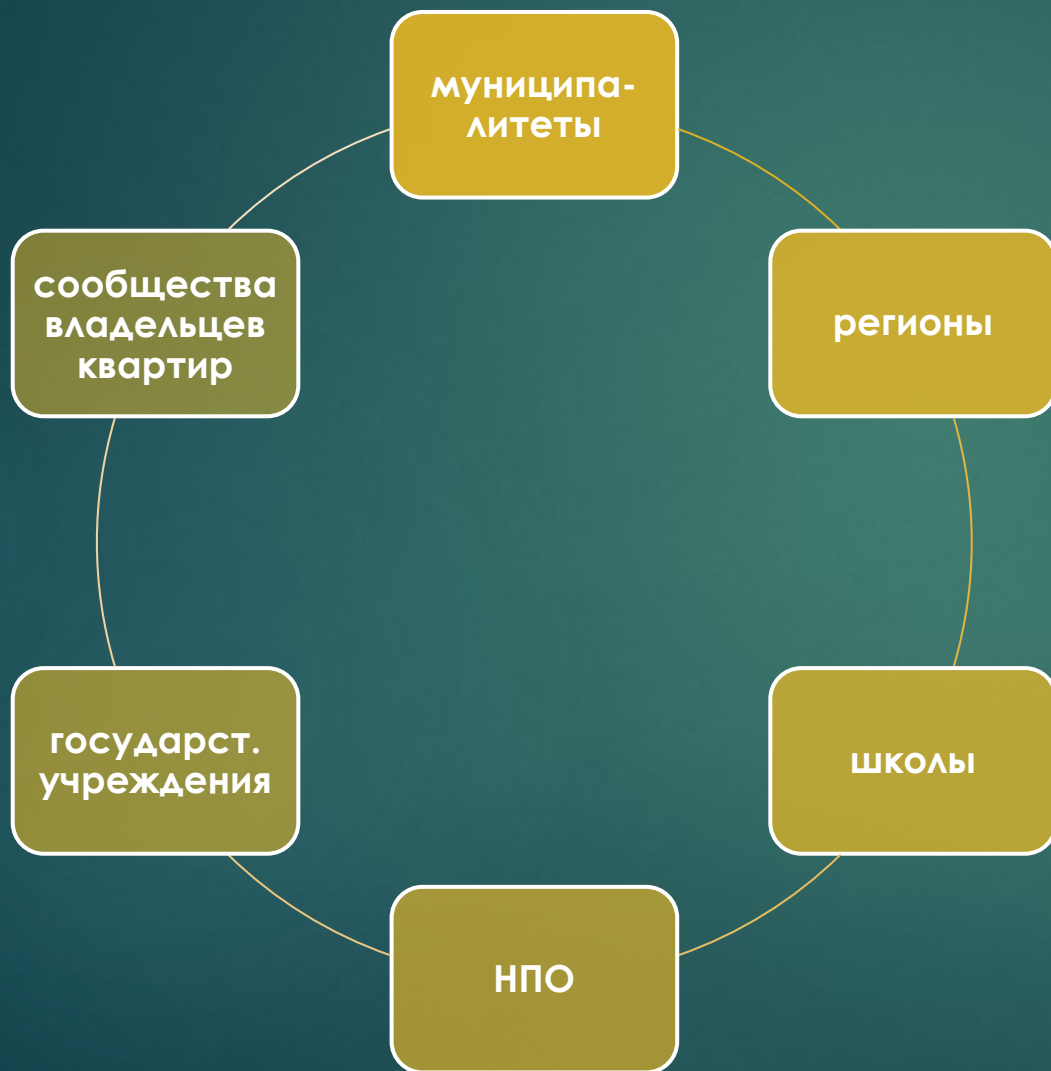 муниципа-
литеты
регионы
школы
НПО
государст.
учреждения
сообщества
владельцев
квартир